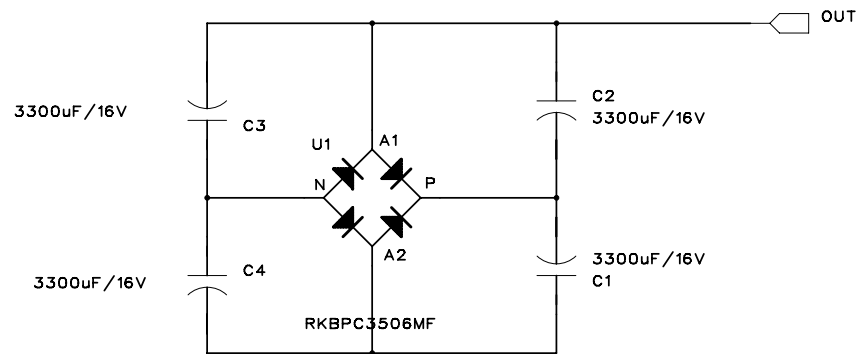 OUT
3300uF/16V
C3
C2
3300uF/16V
U1
A1
N
P
A2
C4
3300uF/16V
3300uF/16V
C1
RKBPC3506MF